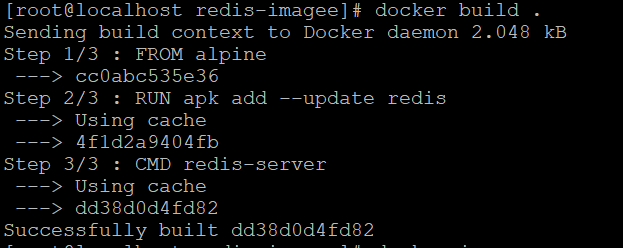 [root@localhost redis-imagee]# docker build .
Sending build context to Docker daemon 2.048 kB
Step 1/3 : FROM alpine
 ---> cc0abc535e36
Step 2/3 : RUN apk add --update redis
 ---> Using cache
 ---> 4f1d2a9404fb
Step 3/3 : CMD redis-server
 ---> Using cache
 ---> dd38d0d4fd82
Successfully built dd38d0d4fd82